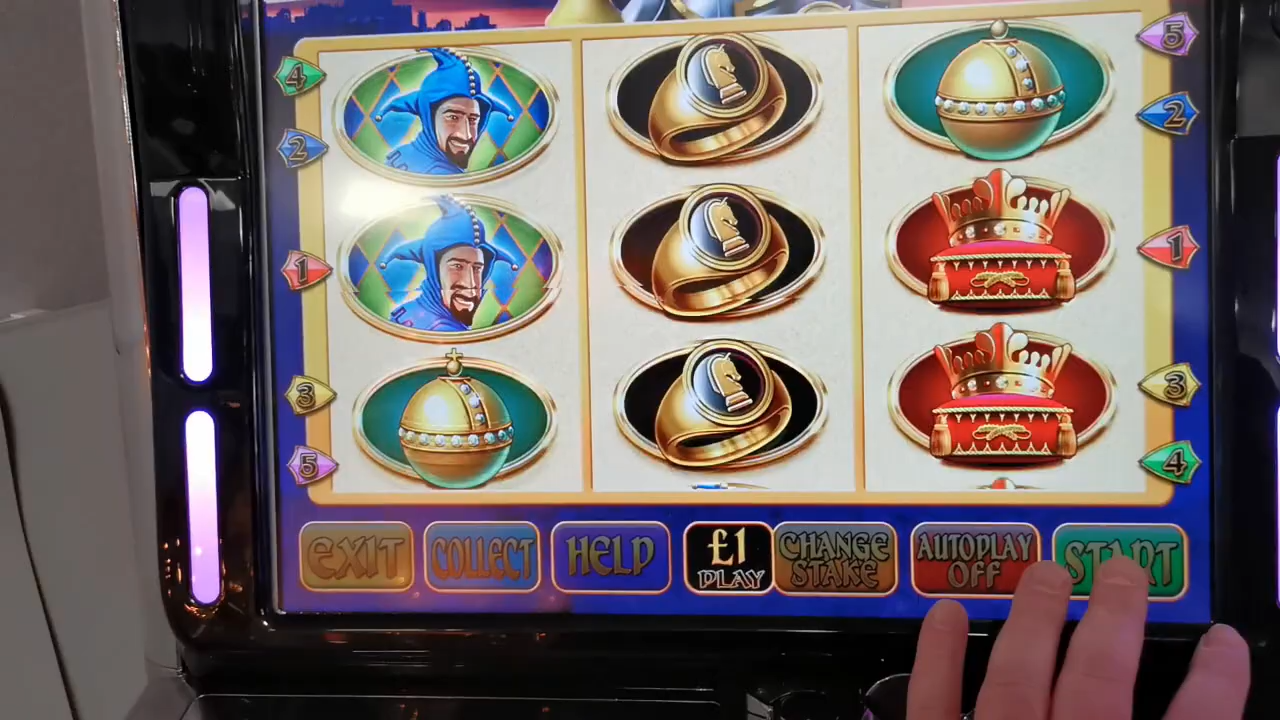 4
5
2
2
1
1
3
3
5
4
EXIT
COLLECT
HELP
£1
PLAY
CHANGE
STAKE
AUTOPLAY
OFF
START